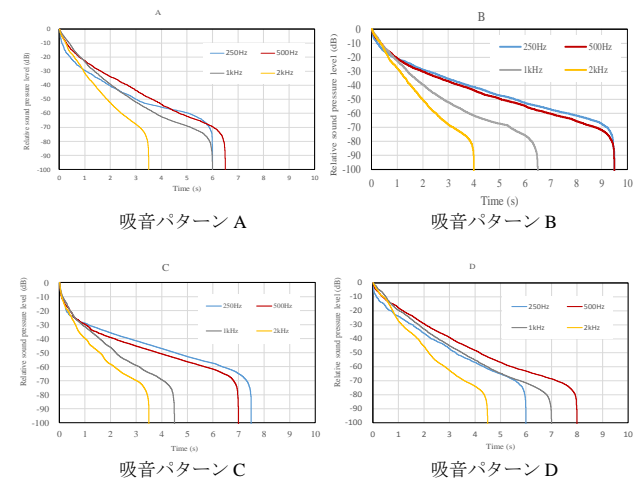 A
Relative sound pressure level (dB)
0
-10
-20
-30
-40
-50
-60
-70
-80
-90
-100
250Hz 500Hz
1kHz 2kHz
0 1 2 3 4 5 6 7 8 9 10
Time (s)
吸音パターン A
B
Relative sound pressure level (dB)
0
-10
-20
-30
-40
-50
-60
-70
-80
-90
-100
250Hz 500Hz
1kHz 2kHz
0 1 2 3 4 5 6 7 8 9 10
Time (s)
吸音パターン B
C
Relative sound pressure level (dB)
0
-10
-20
-30
-40
-50
-60
-70
-80
-90
-100
250Hz 500Hz
1kHz 2kHz
0 1 2 3 4 5 6 7 8 9 10
Time (s)
吸音パターン C
D
Relatie sound pressure level (dB)
0
-10
-20
-30
-40
-50
-60
-70
-80
-90
-100
250Hz 500Hz
1kHz 2kHz
0 1 2 3 4 5 6 7 8 9 10
Time (s)
吸音パターン D